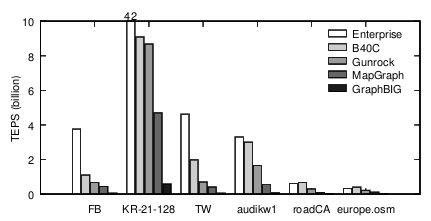 42
10
8
6
4
2
0
TEPS (billion)
Enterprise
B40C
Gunrock
MapGraph
GraphBIG
FB KR-21-128 TW audikw1 roadCA europe.osm